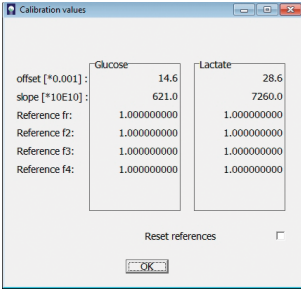 Calibration values
Glucose Lactate
offset [*0.001] : 14.6 28.6
slope [*10E10] : 621.0 7260.0
Reference fr: 1.000000000 1.000000000
Reference f2: 1.000000000 1.000000000
Reference f3: 1.000000000 1.000000000
Reference f4: 1.000000000 1.000000000
Reset references
OK